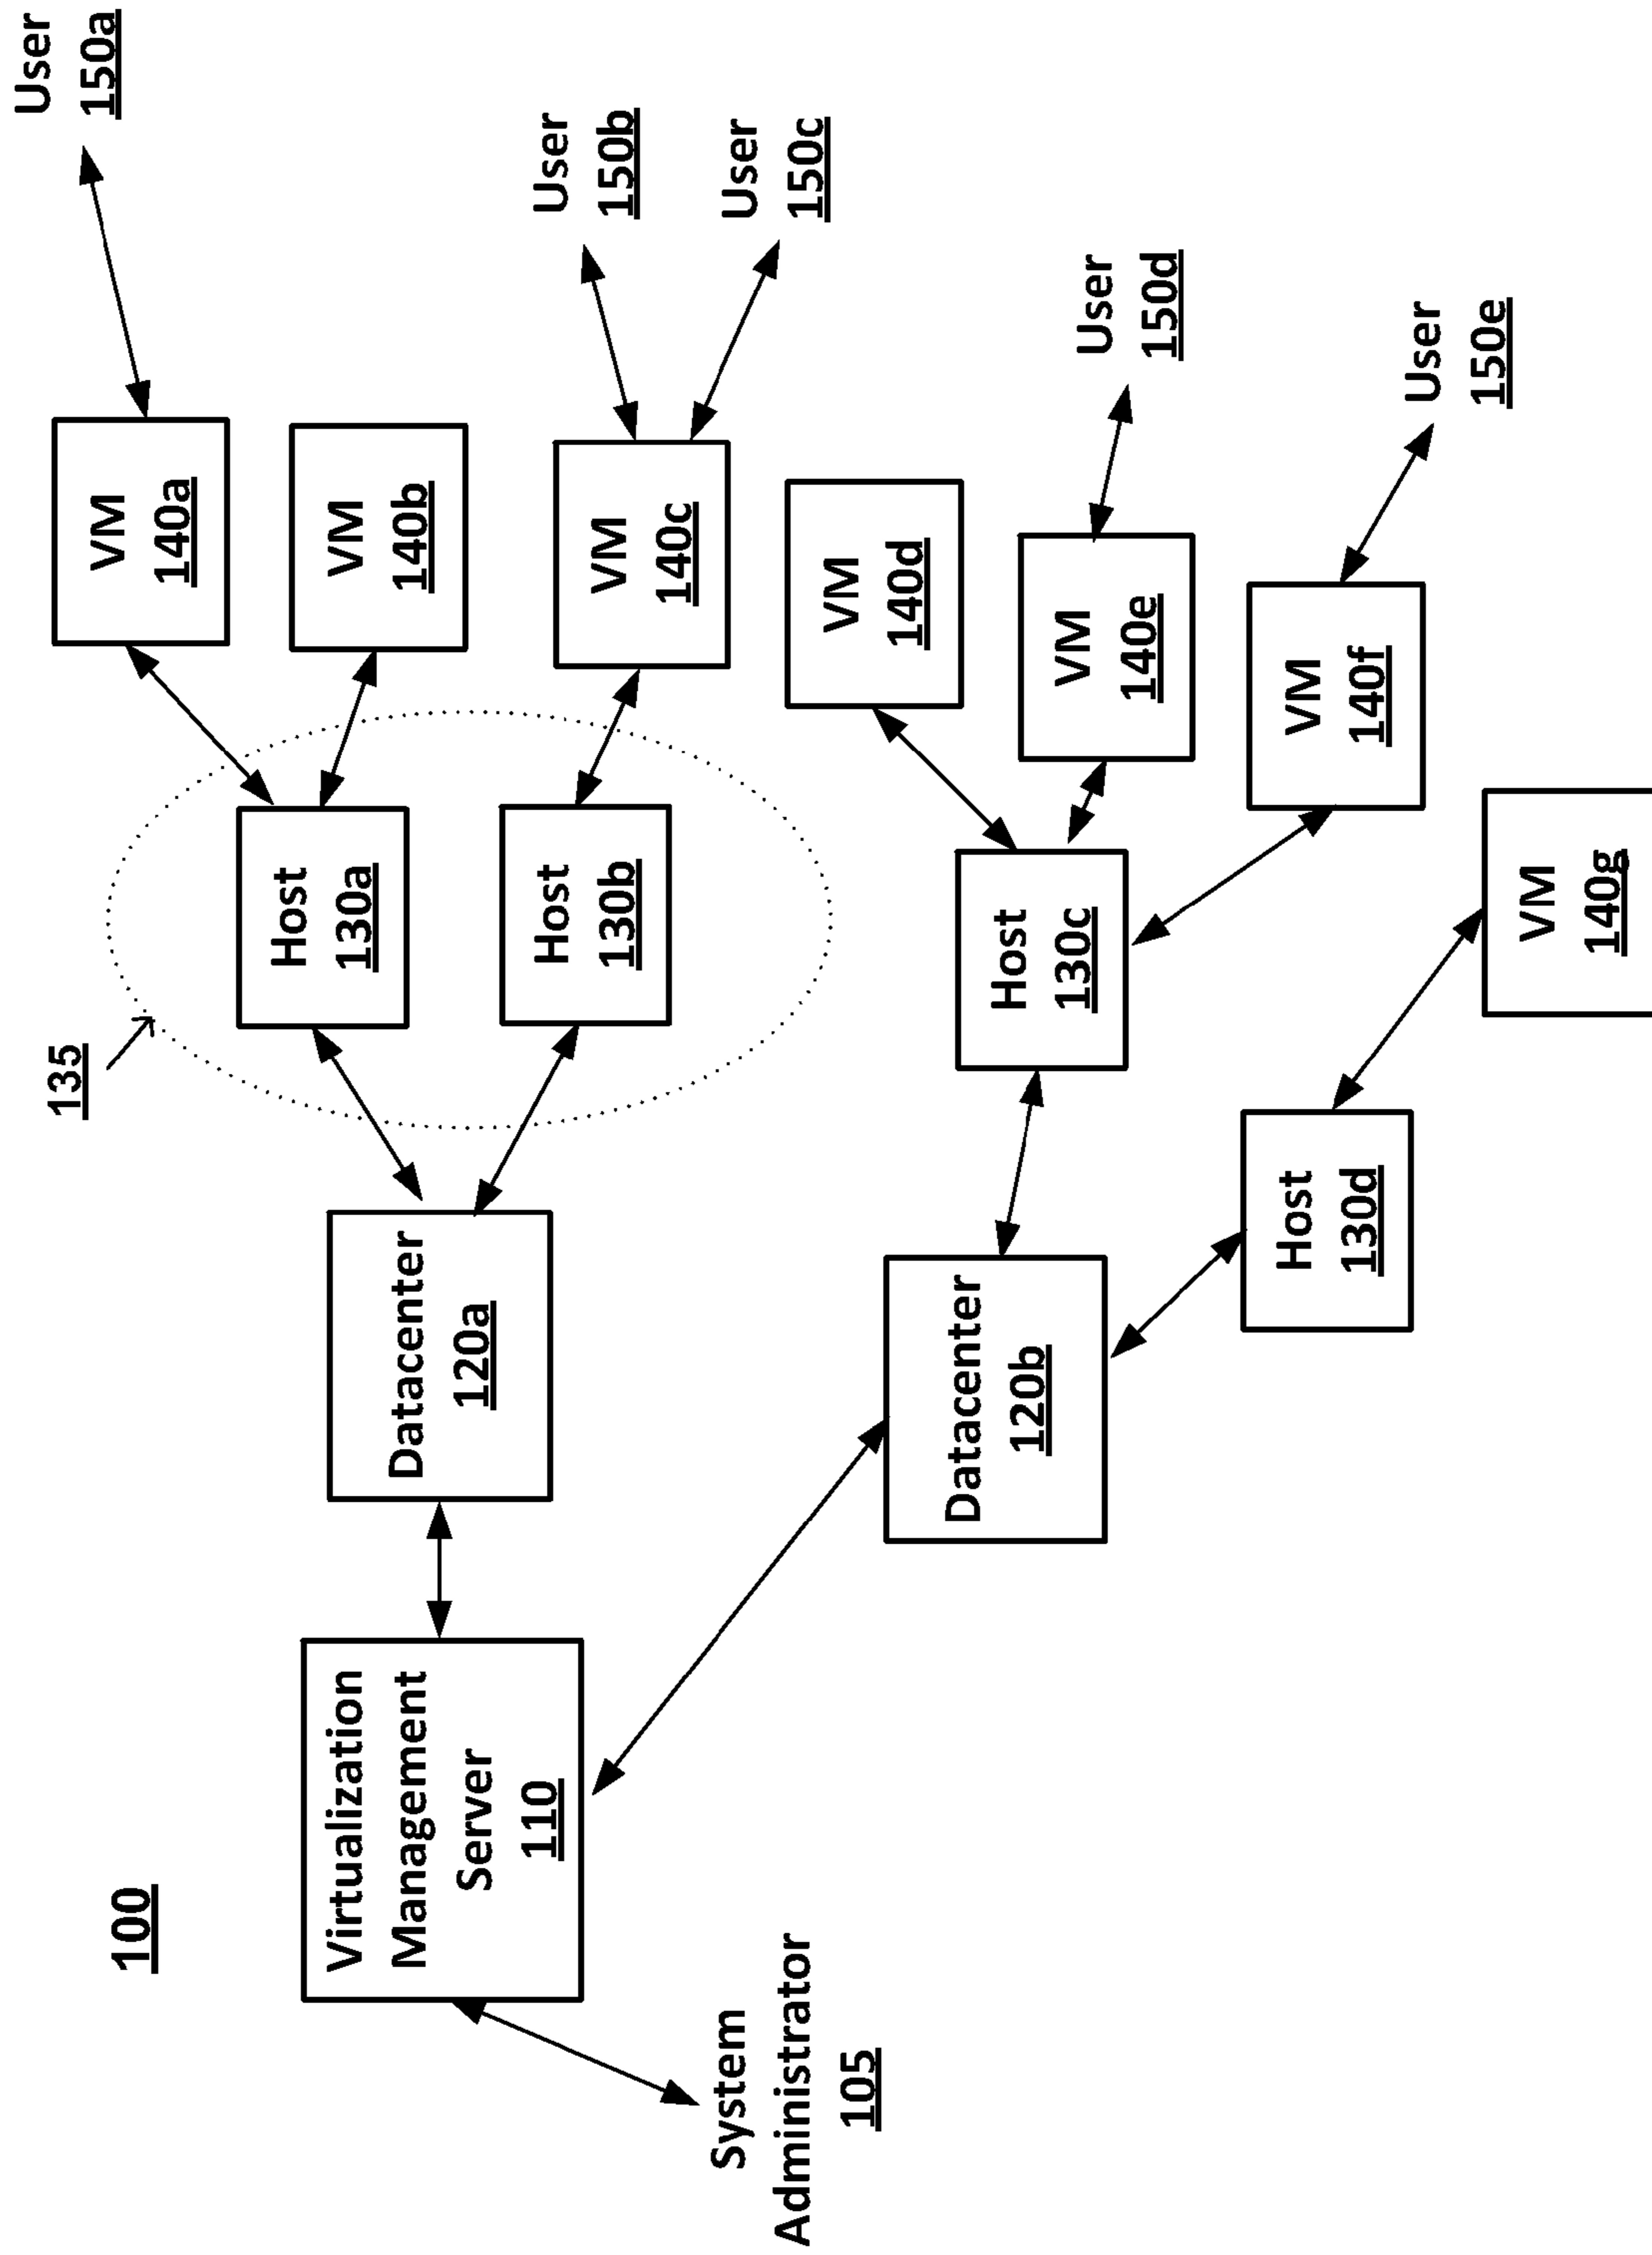 100
System
Administrator
105
Virtualization
Management
Server
110
Datacenter
120a
Datacenter
120b
135
Host
130a
Host
130b
Host
130c
Host
130d
VM
140a
VM
140b
VM
140c
VM
140d
VM
140e
VM
140f
VM
140g
User
150a
User
150b
User
150c
User
150d
User
150e